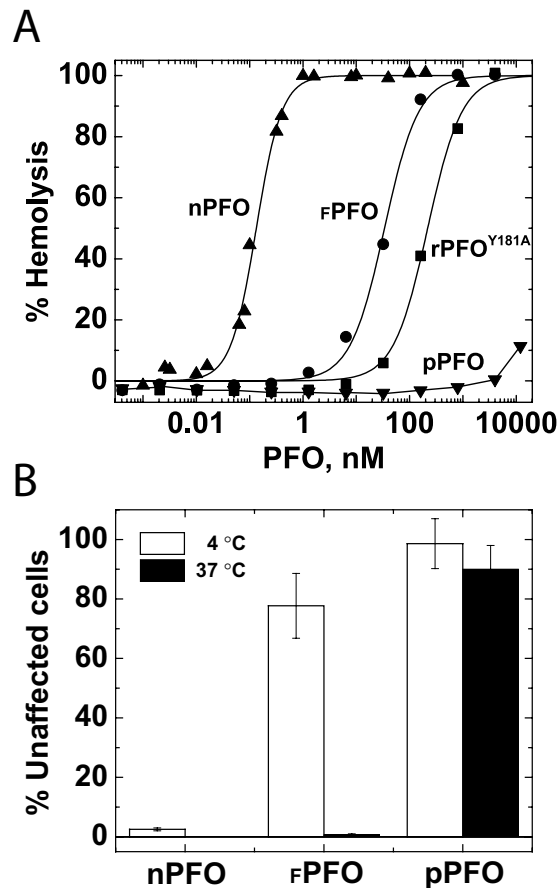 A
100
80
60
40
20
0
% Hemolysis
nPFO
FPFO
rPFOY181A
pPFO
0.01 1 100 10000
PFO, nM
B
100
80
60
40
20
0
% Unaffected cells
4 °C
37 °C
nPFO FPFO pPFO